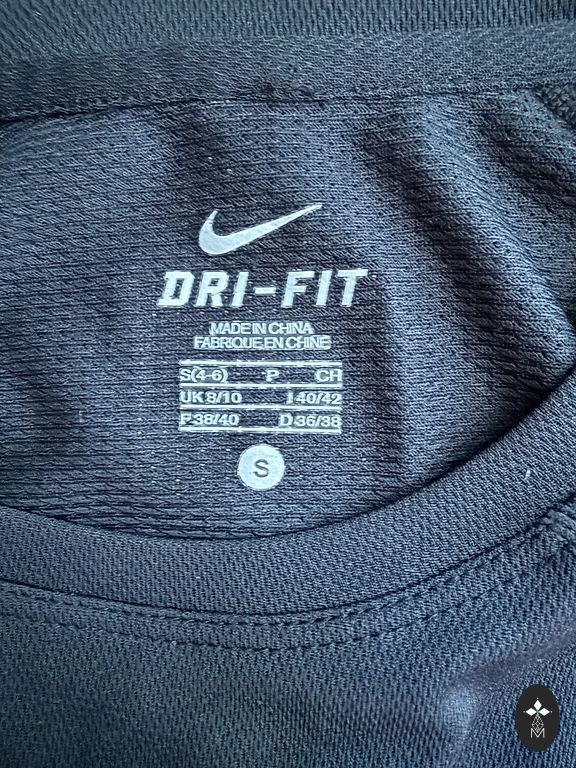 DRI-FIT
MADE IN CHINA
FABRIQUE EN CHINE
S(4-6) P CH
UK 8/10 I 40/42
P 38/40 D 36/38
S
M